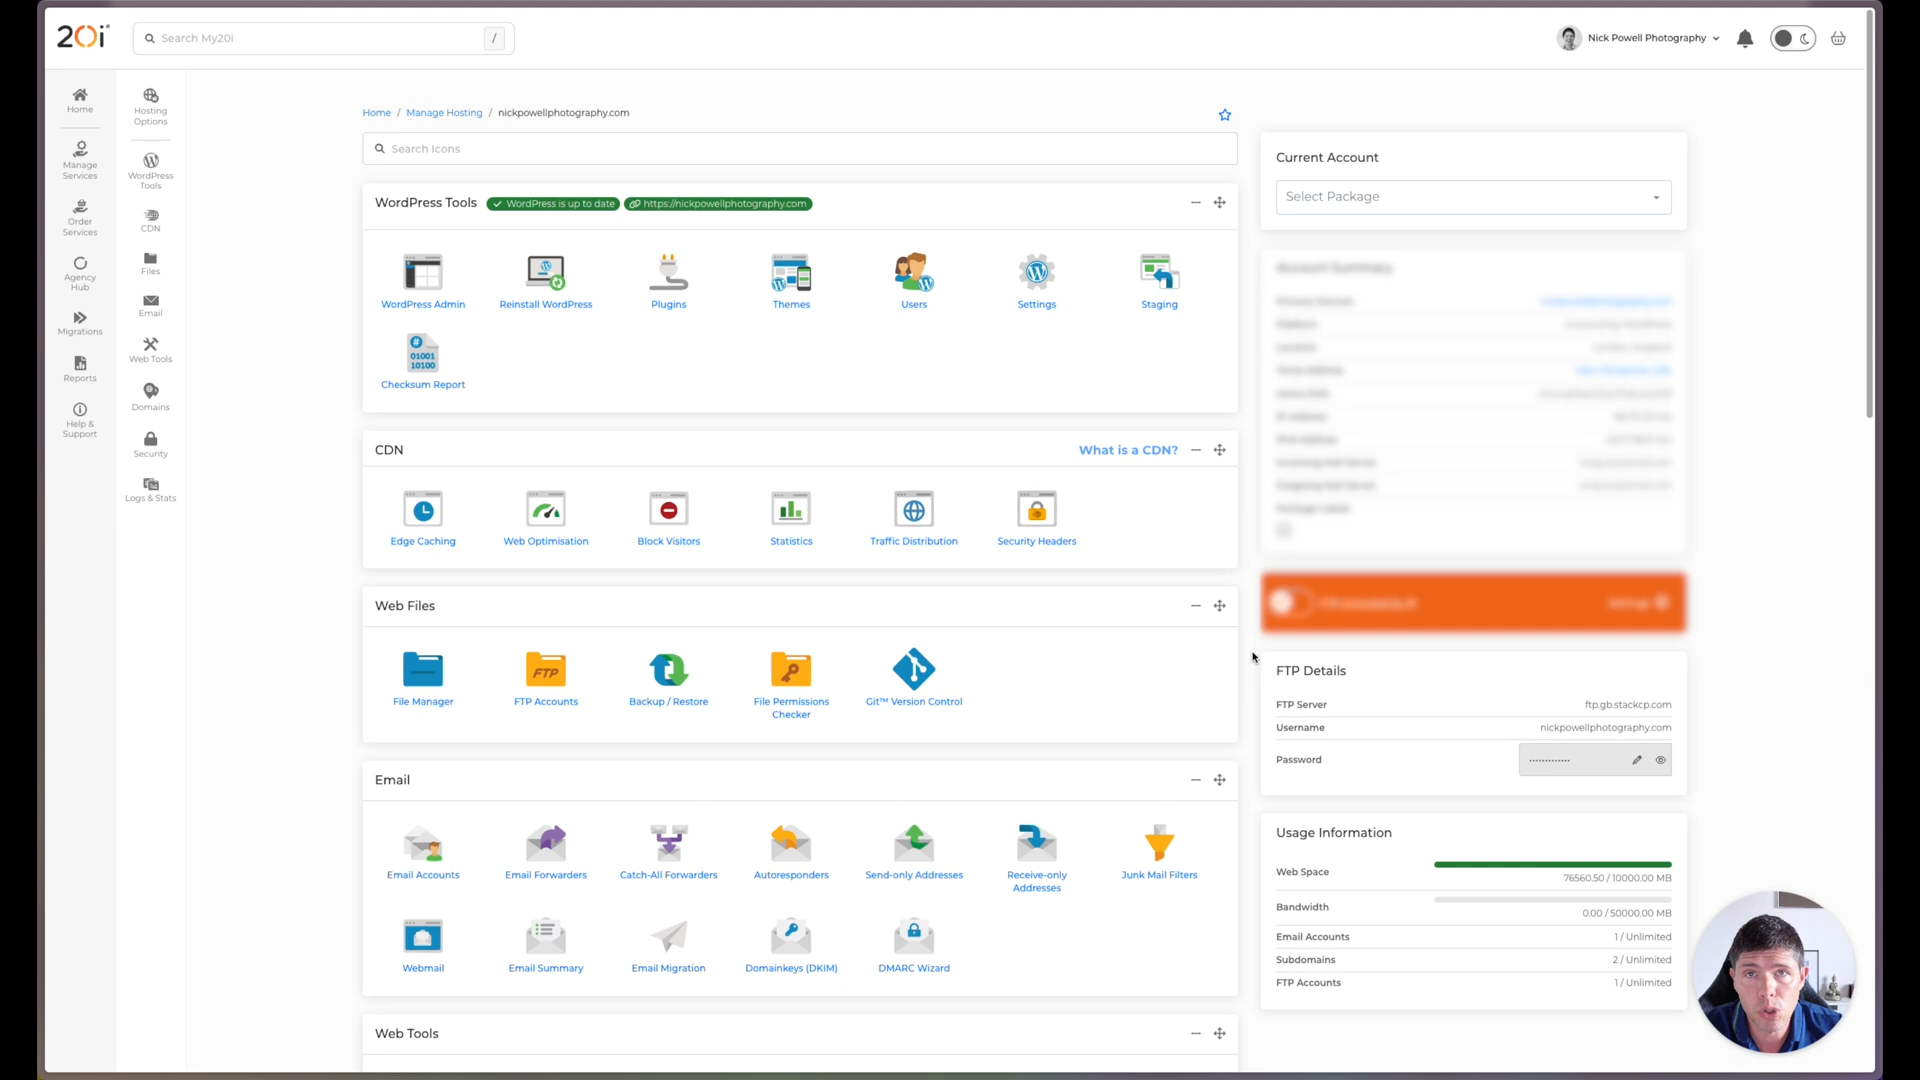 20i
Search My20i
/
Nick Powell Photography
Home
Manage
Services
Order
Services
Agency
Hub
Migrations
Reports
Help &
Support
Hosting
Options
WordPress
Tools
CDN
Files
Email
Web Tools
Domains
Security
Logs & Stats
Home / Manage Hosting / nickpowellphotography.com
Search Icons
WordPress Tools
WordPress is up to date
https://nickpowellphotography.com
WordPress Admin
Reinstall WordPress
Plugins
Themes
Users
Settings
Staging
#
01001
10100
Checksum Report
CDN
What is a CDN?
Edge Caching
Web Optimisation
Block Visitors
Statistics
Traffic Distribution
Security Headers
Web Files
File Manager
FTP
FTP Accounts
Backup / Restore
File Permissions
Checker
Git™ Version Control
Email
Email Accounts
Email Forwarders
Catch-All Forwarders
Autoresponders
Send-only Addresses
Receive-only
Addresses
Junk Mail Filters
Webmail
Email Summary
Email Migration
Domainkeys (DKIM)
DMARC Wizard
Web Tools
Current Account
Select Package
Account Summary
FTP Details
FTP Server
ftp.gb.stackcp.com
Username
nickpowellphotography.com
Password
Usage Information
Web Space
76560.50 / 10000.00 MB
Bandwidth
0.00 / 50000.00 MB
Email Accounts
1 / Unlimited
Subdomains
2 / Unlimited
FTP Accounts
1 / Unlimited